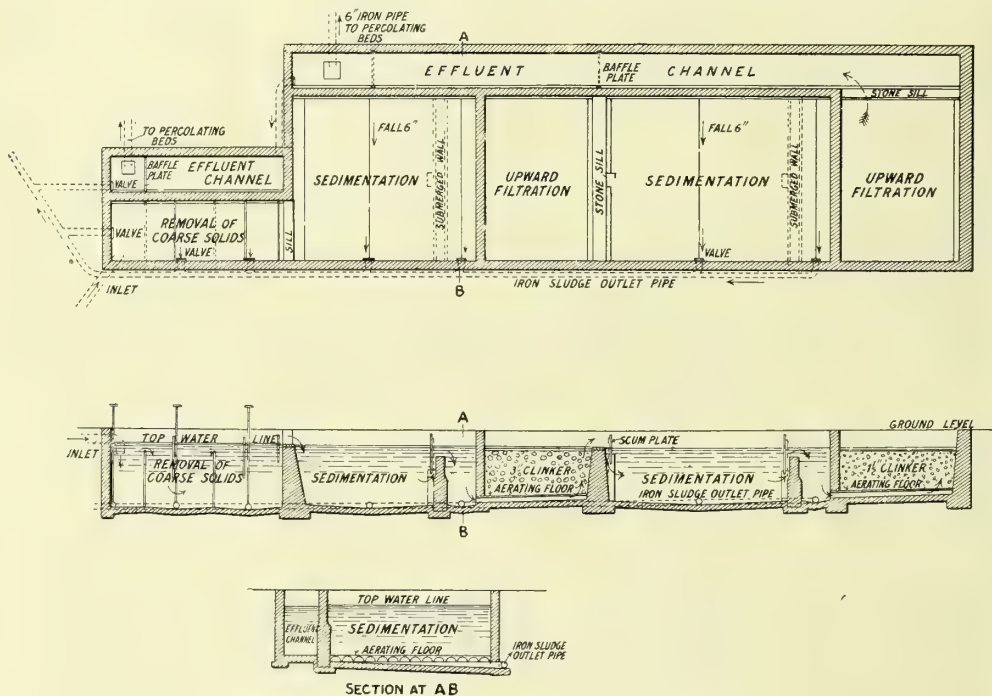 6" IRON PIPE
TO PERCOLATING
BEDS
A
EFFLUENT CHANNEL
BAFFLE
PLATE
STONE SILL
TO PERCOLATING
BEDS
BAFFLE
PLATE
EFFLUENT
CHANNEL
VALVE
FALL 6"
SEDIMENTATION
SUBMERGED WALL
UPWARD
FILTRATION
STONE SILL
FALL 6"
SEDIMENTATION
SUBMERGED WALL
UPWARD
FILTRATION
VALVE
REMOVAL OF
COARSE SOLIDS
VALVE
SILL
VALVE
INLET
B
IRON SLUDGE OUTLET PIPE
A
GROUND LEVEL
TOP WATER LINE
INLET
REMOVAL OF
COARSE SOLIDS
SEDIMENTATION
3" CLINKER
AERATING FLOOR
SCUM PLATE
SEDIMENTATION
IRON SLUDGE OUTLET PIPE
CLINKER
AERATING FLOOR
B
TOP WATER LINE
EFFLUENT
CHANNEL
SEDIMENTATION
AERATING FLOOR
IRON SLUDGE
OUTLET PIPE
SECTION AT AB